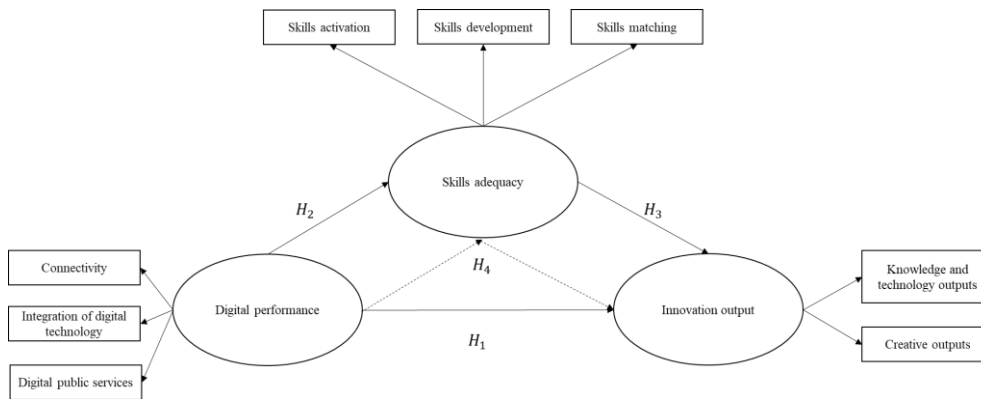 Skills activation
Skills development
Skills matching
Skills adequacy
H2
H3
Connectivity
H4
Knowledge and
technology outputs
Integration of digital
technology
Digital performance
Innovation output
H1
Creative outputs
Digital public services